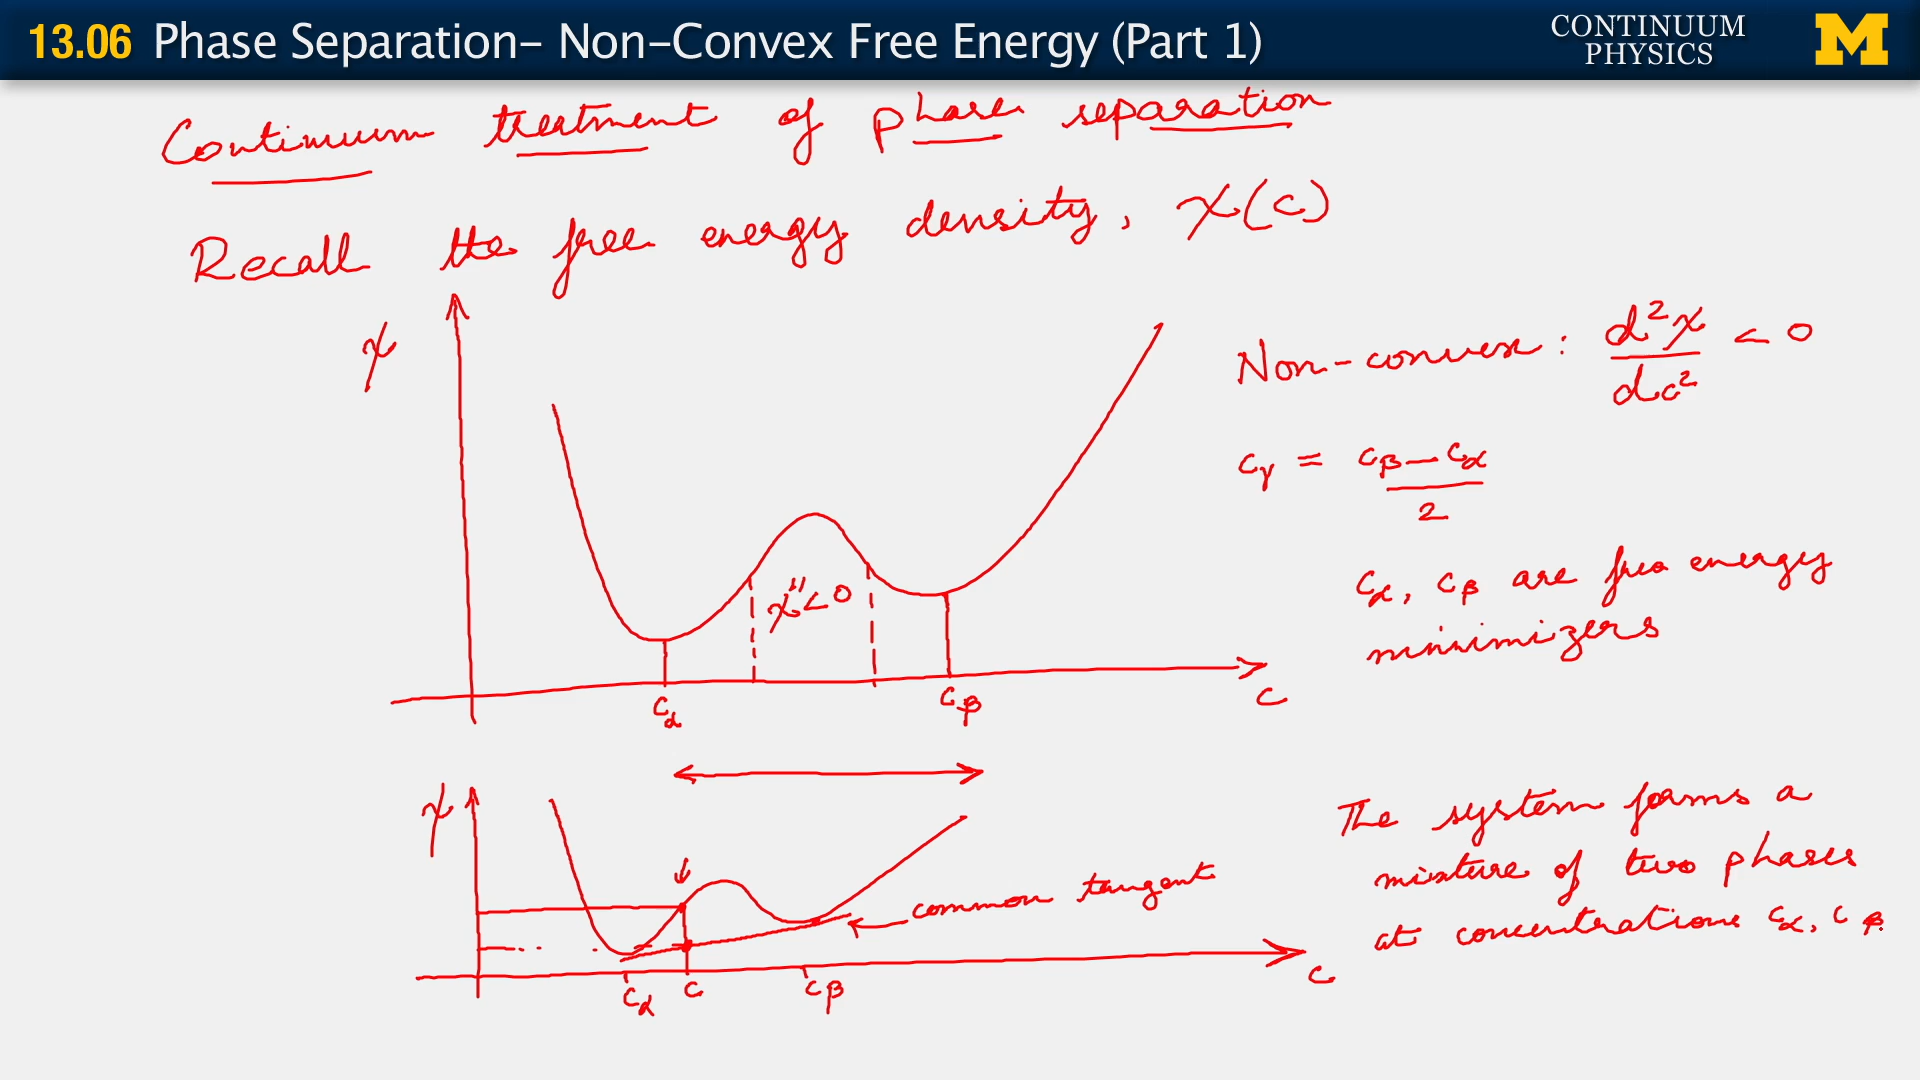 13.06 Phase Separation– Non–Convex Free Energy (Part 1)
CONTINUUM
PHYSICS
M
Continuum treatment of phase separation
Recall the free energy density, χ(c)
χ
Non-convex: d²χ/dc² < 0
c_γ = c_β - c_α / 2
χ'' < 0
c_α, c_β are free energy
minimizers
c_α c_β c
χ
The system forms a
mixture of two phases
at concentrations c_α, c_β.
common tangent
c_α c c_β c